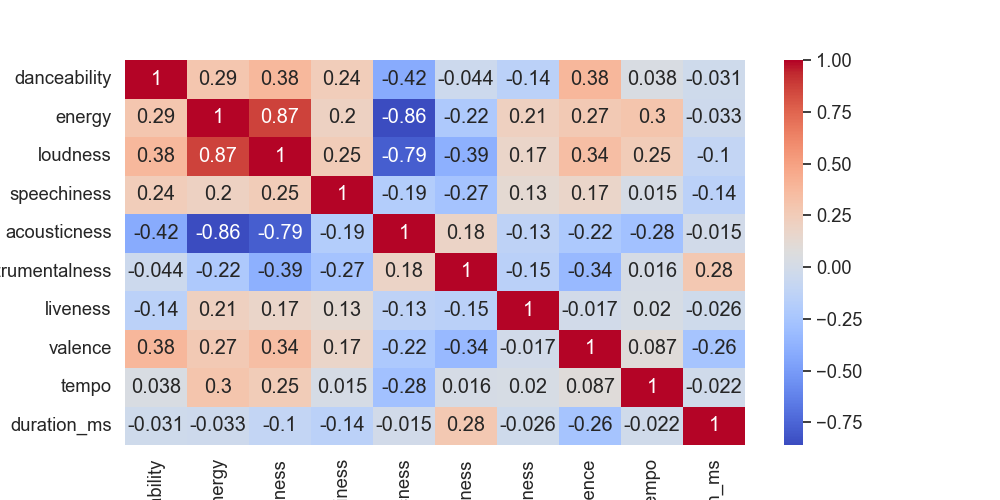 1.00
danceability 1 0.29 0.38 0.24 -0.42 -0.044 -0.14 0.38 0.038 -0.031
0.75
energy 0.29 1 0.87 0.2 -0.86 -0.22 0.21 0.27 0.3 -0.033
loudness 0.38 0.87 1 0.25 -0.79 -0.39 0.17 0.34 0.25 -0.1
0.50
speechiness 0.24 0.2 0.25 1 -0.19 -0.27 0.13 0.17 0.015 -0.14
0.25
acousticness -0.42 -0.86 -0.79 -0.19 1 0.18 -0.13 -0.22 -0.28 -0.015
0.00
trumentalness -0.044 -0.22 -0.39 -0.27 0.18 1 -0.15 -0.34 0.016 0.28
liveness -0.14 0.21 0.17 0.13 -0.13 -0.15 1 -0.017 0.02 -0.026
−0.25
valence 0.38 0.27 0.34 0.17 -0.22 -0.34 -0.017 1 0.087 -0.26
−0.50
tempo 0.038 0.3 0.25 0.015 -0.28 0.016 0.02 0.087 1 -0.022
−0.75
duration_ms -0.031 -0.033 -0.1 -0.14 -0.015 0.28 -0.026 -0.26 -0.022 1
ability nergy ness iness ness ness ness ence empo n_ms